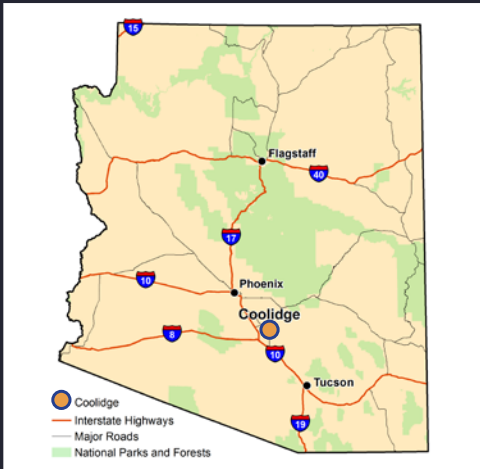 15
Flagstaff
40
17
10
Phoenix
Coolidge
8
10
Tucson
Coolidge
Interstate Highways
19
Major Roads
National Parks and Forests